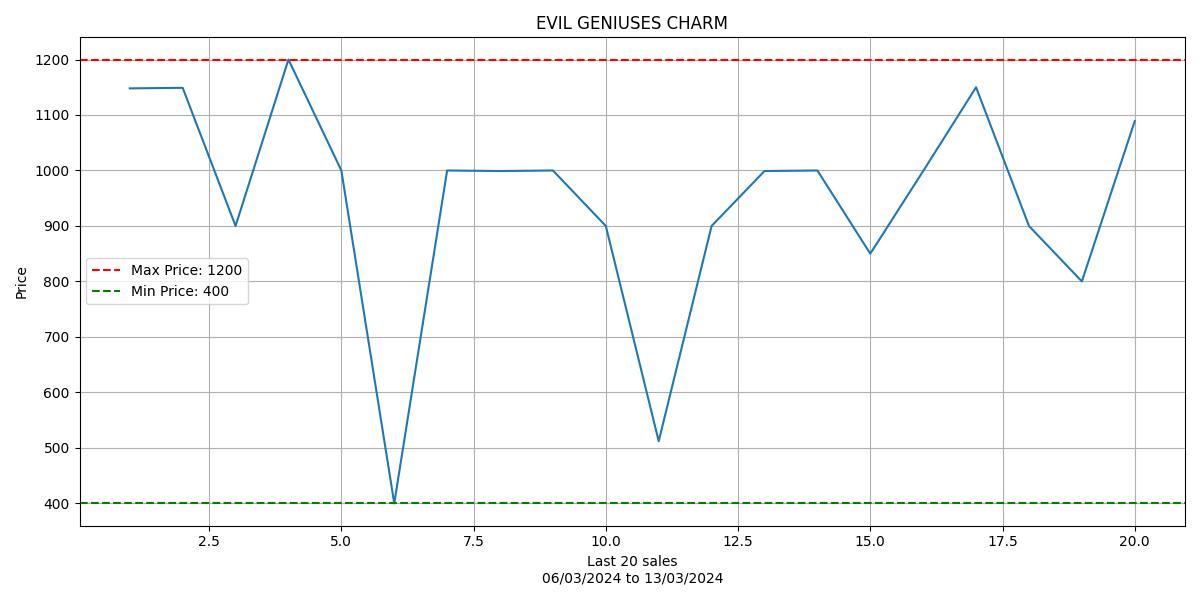 EVIL GENIUSES CHARM
1200
1100
1000
900
800
700
600
500
400
Price
Max Price: 1200
Min Price: 400
2.5 5.0 7.5 10.0 12.5 15.0 17.5 20.0
Last 20 sales
06/03/2024 to 13/03/2024